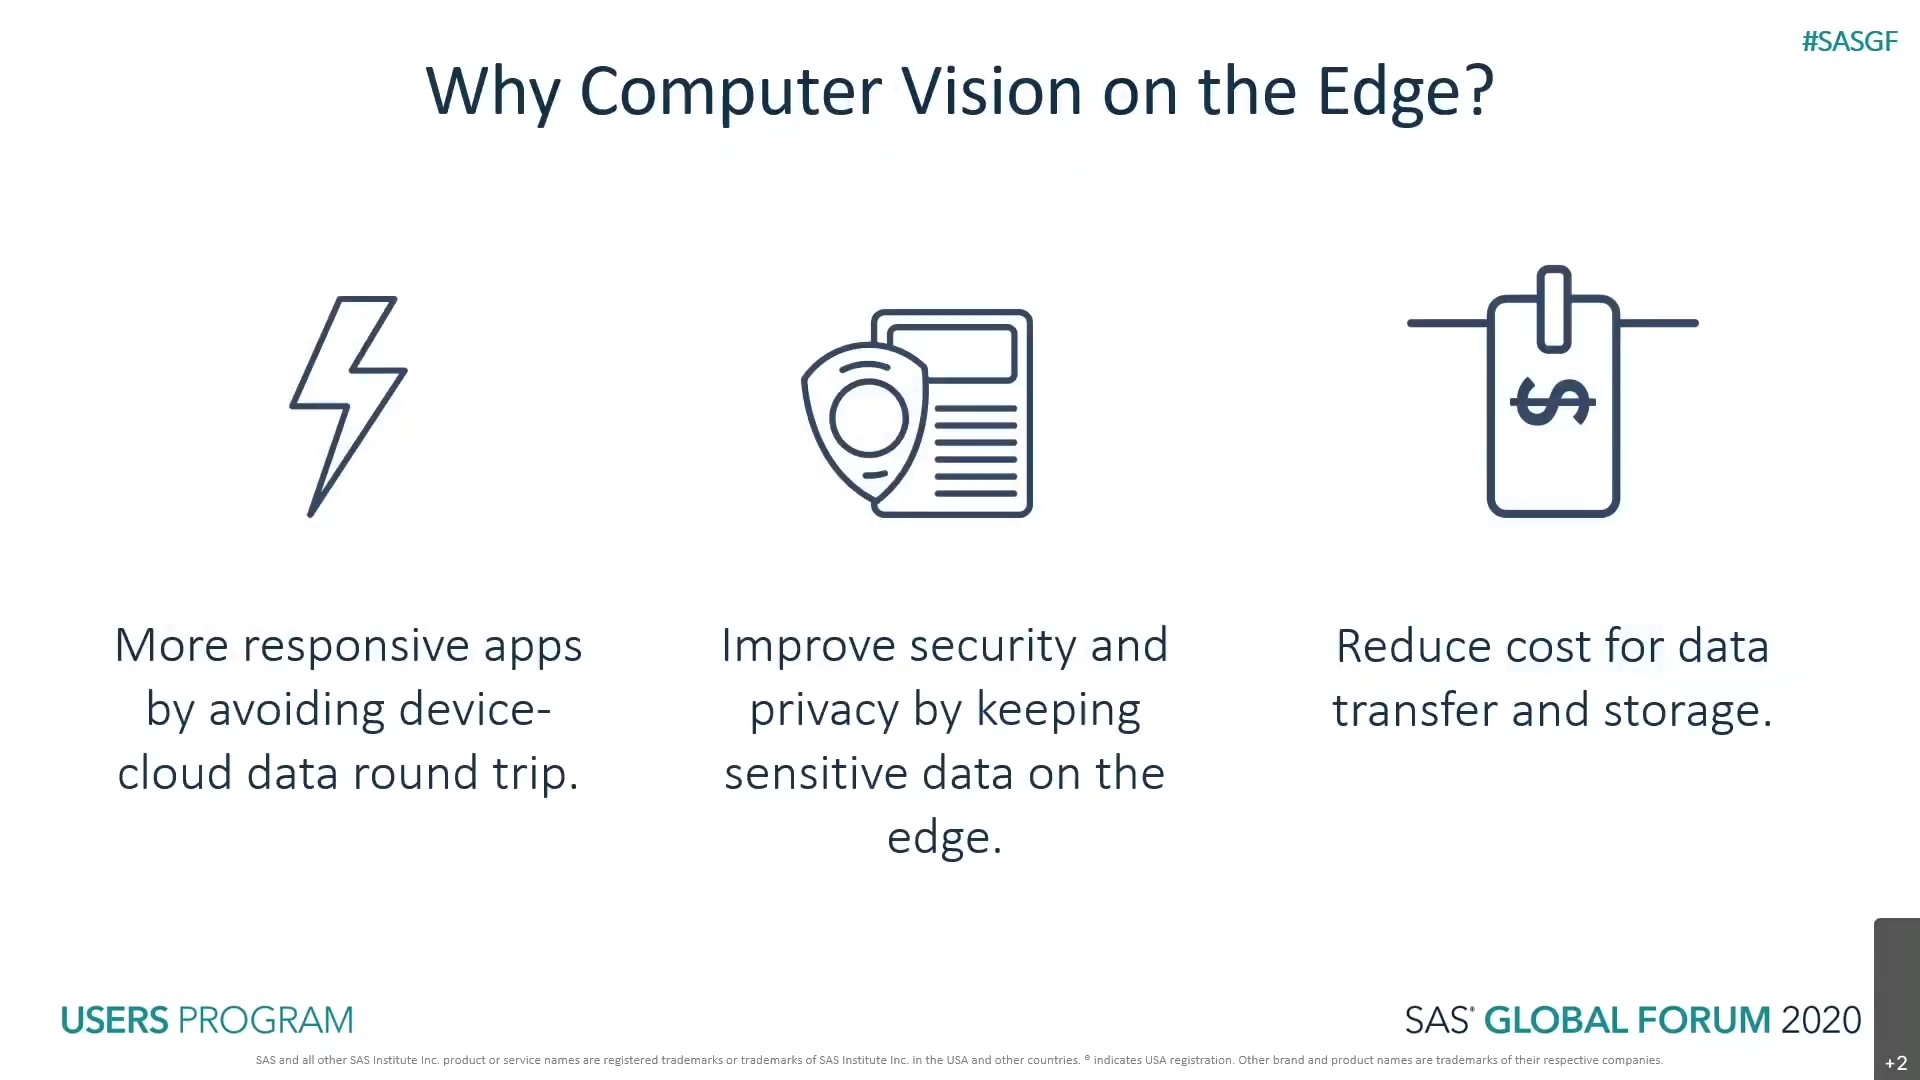 #SASGF
Why Computer Vision on the Edge?
$
More responsive apps
by avoiding device-
cloud data round trip.
Improve security and
privacy by keeping
sensitive data on the
edge.
Reduce cost for data
transfer and storage.
USERS PROGRAM
SAS® GLOBAL FORUM 2020
SAS and all other SAS Institute Inc. product or service names are registered trademarks or trademarks of SAS Institute Inc. in the USA and other countries. ® indicates USA registration. Other brand and product names are trademarks of their respective companies.
+2